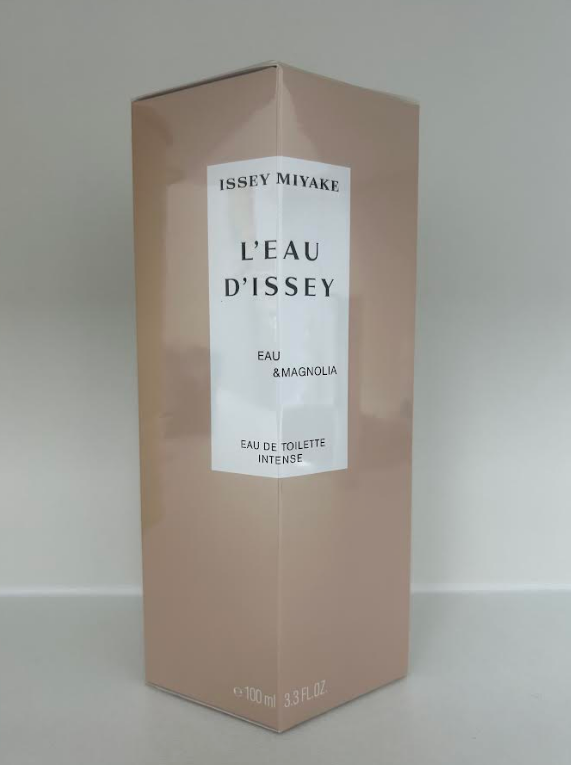 ISSEY MIYAKE
L'EAU
D'ISSEY
EAU
&MAGNOLIA
EAU DE TOILETTE
INTENSE
℮100 ml 3.3 FL.OZ.